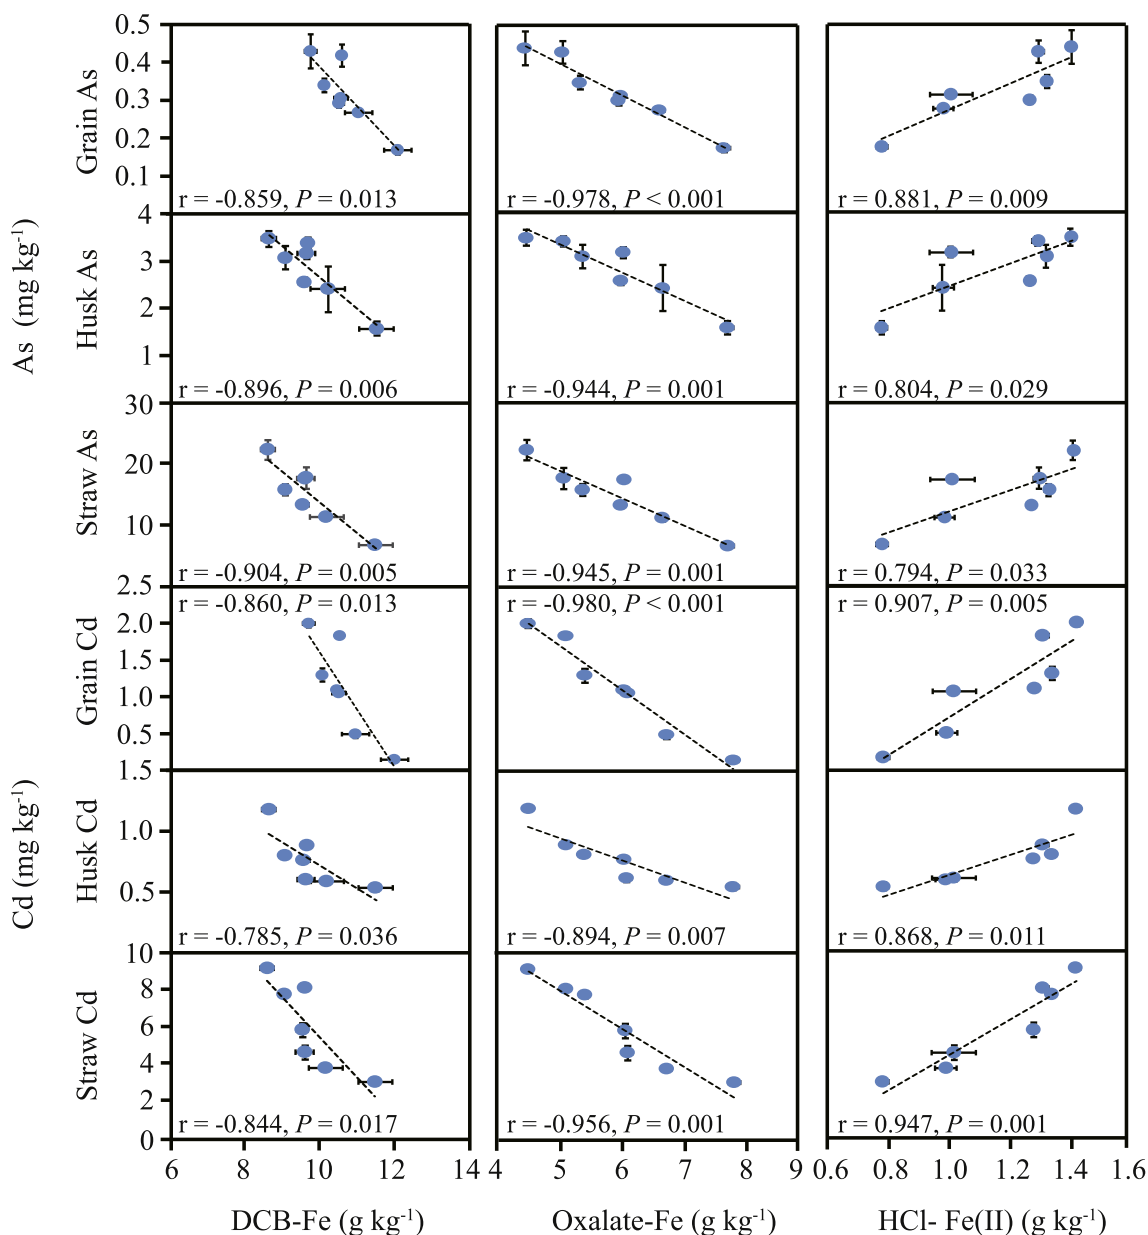 0.5
0.4
0.3
0.2
0.1
Grain As
r = -0.859, P = 0.013
r = -0.978, P < 0.001
r = 0.881, P = 0.009
4
4
3
2
1
Husk As
As (mg kg-1)
r = -0.896, P = 0.006
r = -0.944, P = 0.001
r = 0.804, P = 0.029
30
20
10
Straw As
r = -0.904, P = 0.005
r = -0.945, P = 0.001
r = 0.794, P = 0.033
2.5
2.0
1.5
1.0
0.5
Grain Cd
r = -0.860, P = 0.013
r = -0.980, P < 0.001
r = 0.907, P = 0.005
1.5
1.0
0.5
Husk Cd
Cd (mg kg-1)
r = -0.785, P = 0.036
r = -0.894, P = 0.007
r = 0.868, P = 0.011
10
8
6
4
2
0
Straw Cd
r = -0.844, P = 0.017
r = -0.956, P = 0.001
r = 0.947, P = 0.001
6 8 10 12 14
4 5 6 7 8 9
0.6 0.8 1.0 1.2 1.4 1.6
DCB-Fe (g kg-1)
Oxalate-Fe (g kg-1)
HCl- Fe(II) (g kg-1)